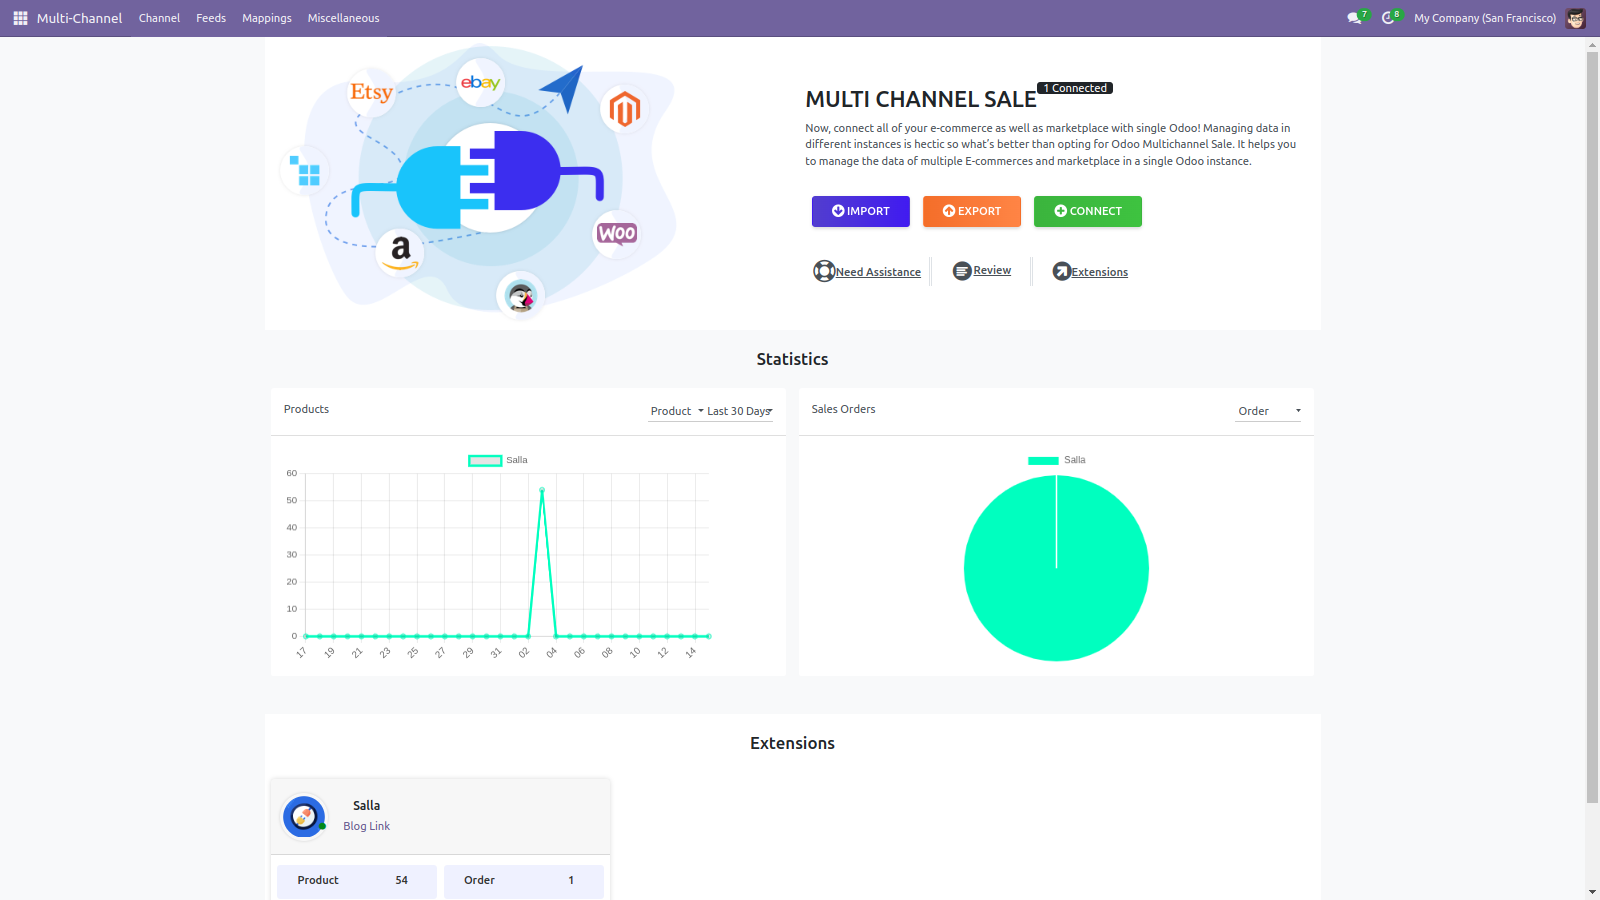 Multi-Channel Channel Feeds Mappings Miscellaneous 7 8 My Company (San Francisco)
Etsy
ebay
a
Woo
MULTI CHANNEL SALE 1 Connected
Now, connect all of your e-commerce as well as marketplace with single Odoo! Managing data in
different instances is hectic so what's better than opting for Odoo Multichannel Sale. It helps you
to manage the data of multiple E-commerces and marketplace in a single Odoo instance.
IMPORT EXPORT CONNECT
Need Assistance Review Extensions
Statistics
Products Product Last 30 Days
Salla
60
50
40
30
20
10
0
17 19 21 23 25 27 29 31 02 04 06 08 10 12 14
Sales Orders Order
Salla
Extensions
Salla
Blog Link
Product 54 Order 1